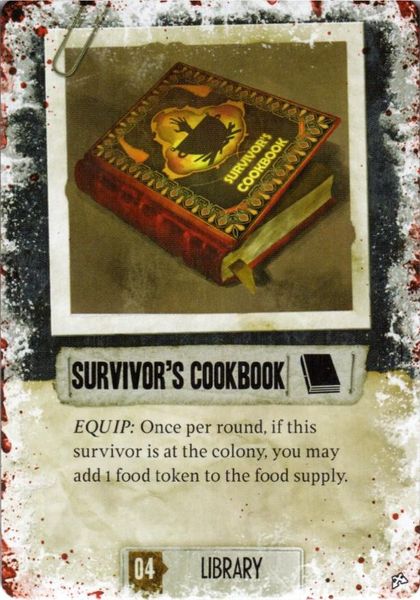 SURVIVOR'S
COOKBOOK
SURVIVOR'S COOKBOOK
EQUIP: Once per round, if this
survivor is at the colony, you may
add 1 food token to the food supply.
04 LIBRARY